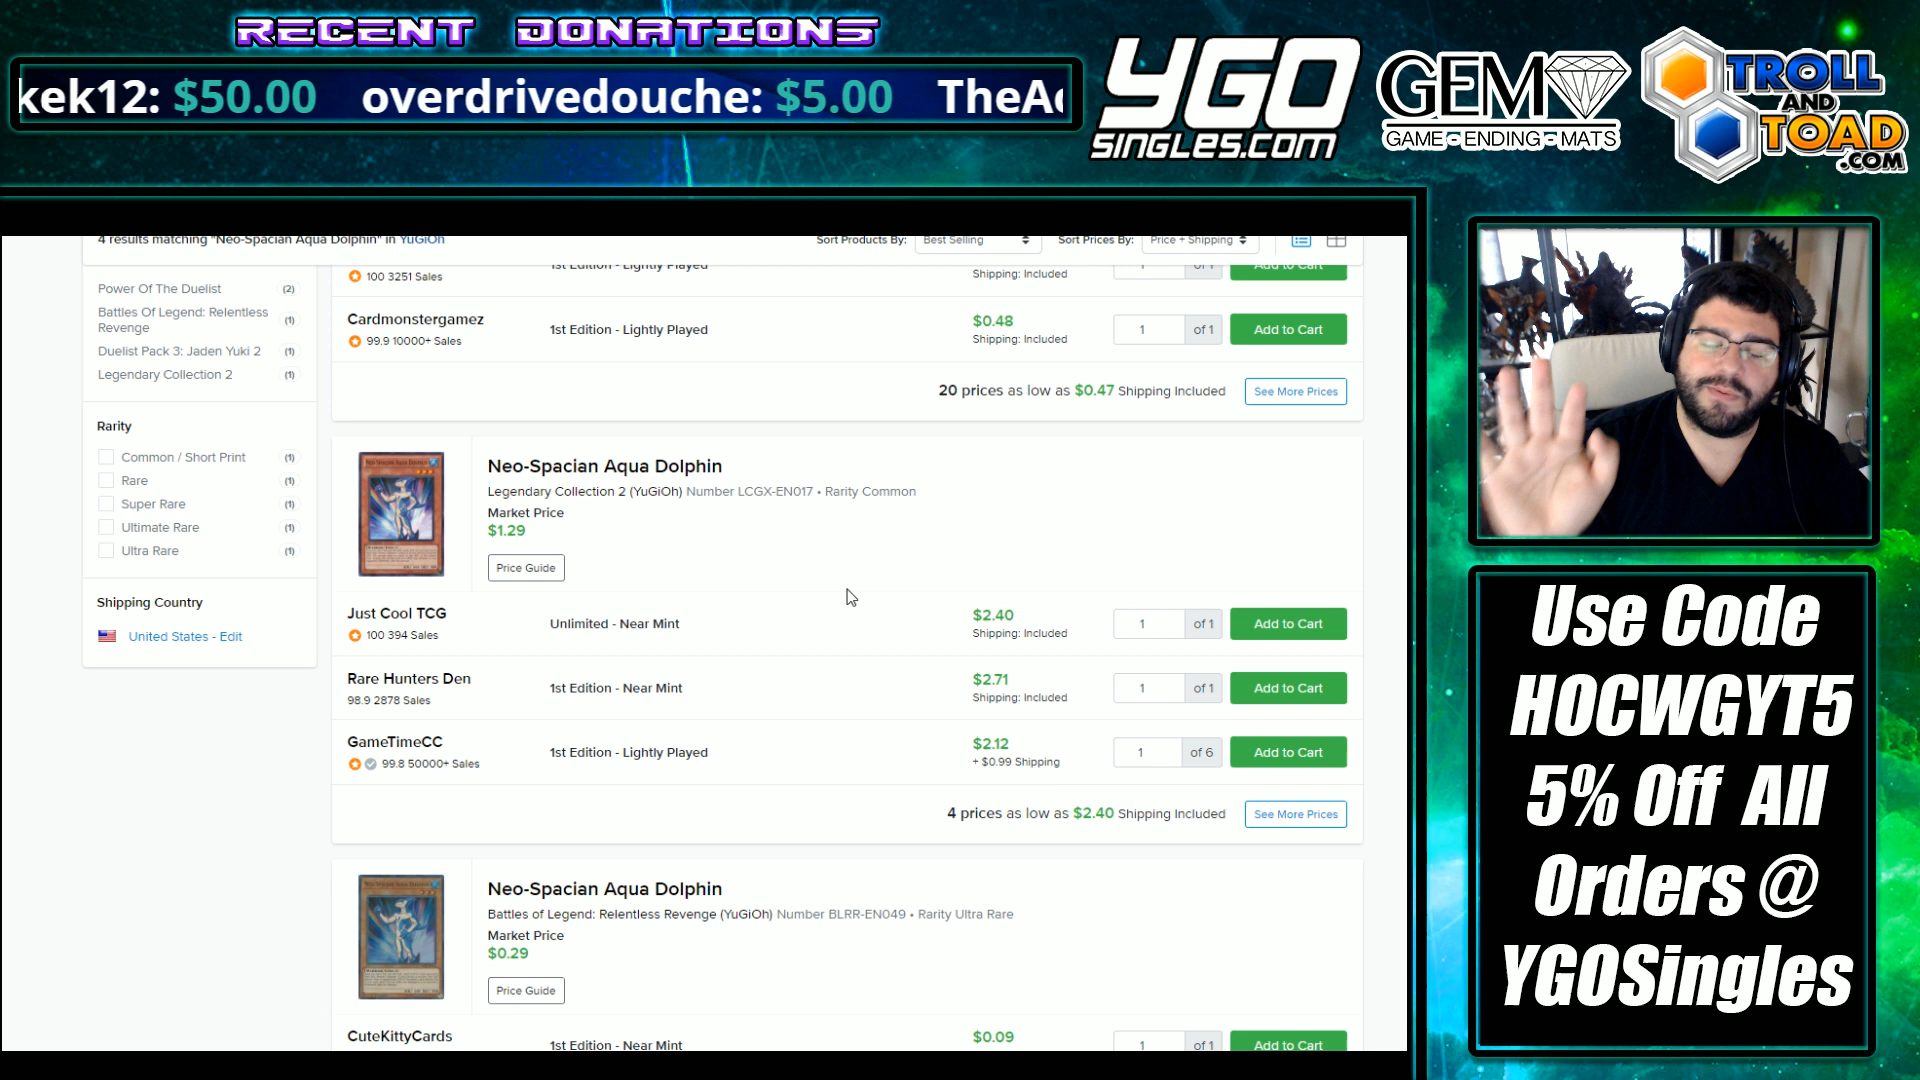 RECENT DONATIONS
kek12: $50.00 overdrivedouche: $5.00 TheA
YGO
SINGLES.COM
GEM
GAME - ENDING - MATS
TROLL
AND
TOAD
.COM
4 results matching "Neo-Spacian Aqua Dolphin" in YuGiOh
Sort Products By: Best Selling Sort Prices By: Price + Shipping
Power Of The Duelist (2)
Battles Of Legend: Relentless
Revenge (1)
Duelist Pack 3: Jaden Yuki 2 (1)
Legendary Collection 2 (1)
Rarity
Common / Short Print (1)
Rare (1)
Super Rare (1)
Ultimate Rare (1)
Ultra Rare (1)
Shipping Country
United States - Edit
100 3251 Sales
1st Edition - Lightly Played
Shipping: Included
1 of 1 Add to Cart
Cardmonstergamez
99.9 10000+ Sales
1st Edition - Lightly Played
$0.48
Shipping: Included
1 of 1 Add to Cart
20 prices as low as $0.47 Shipping Included See More Prices
Neo-Spacian Aqua Dolphin
Legendary Collection 2 (YuGiOh) Number LCGX-EN017 • Rarity Common
Market Price
$1.29
Price Guide
Just Cool TCG
100 394 Sales
Unlimited - Near Mint
$2.40
Shipping: Included
1 of 1 Add to Cart
Rare Hunters Den
98.9 2878 Sales
1st Edition - Near Mint
$2.71
Shipping: Included
1 of 1 Add to Cart
GameTimeCC
99.8 50000+ Sales
1st Edition - Lightly Played
$2.12
+ $0.99 Shipping
1 of 6 Add to Cart
4 prices as low as $2.40 Shipping Included See More Prices
Neo-Spacian Aqua Dolphin
Battles of Legend: Relentless Revenge (YuGiOh) Number BLRR-EN049 • Rarity Ultra Rare
Market Price
$0.29
Price Guide
CuteKittyCards
1st Edition - Near Mint
$0.09
1 of 1 Add to Cart
Use Code
HOCWGYT5
5% Off All
Orders @
YGOSingles